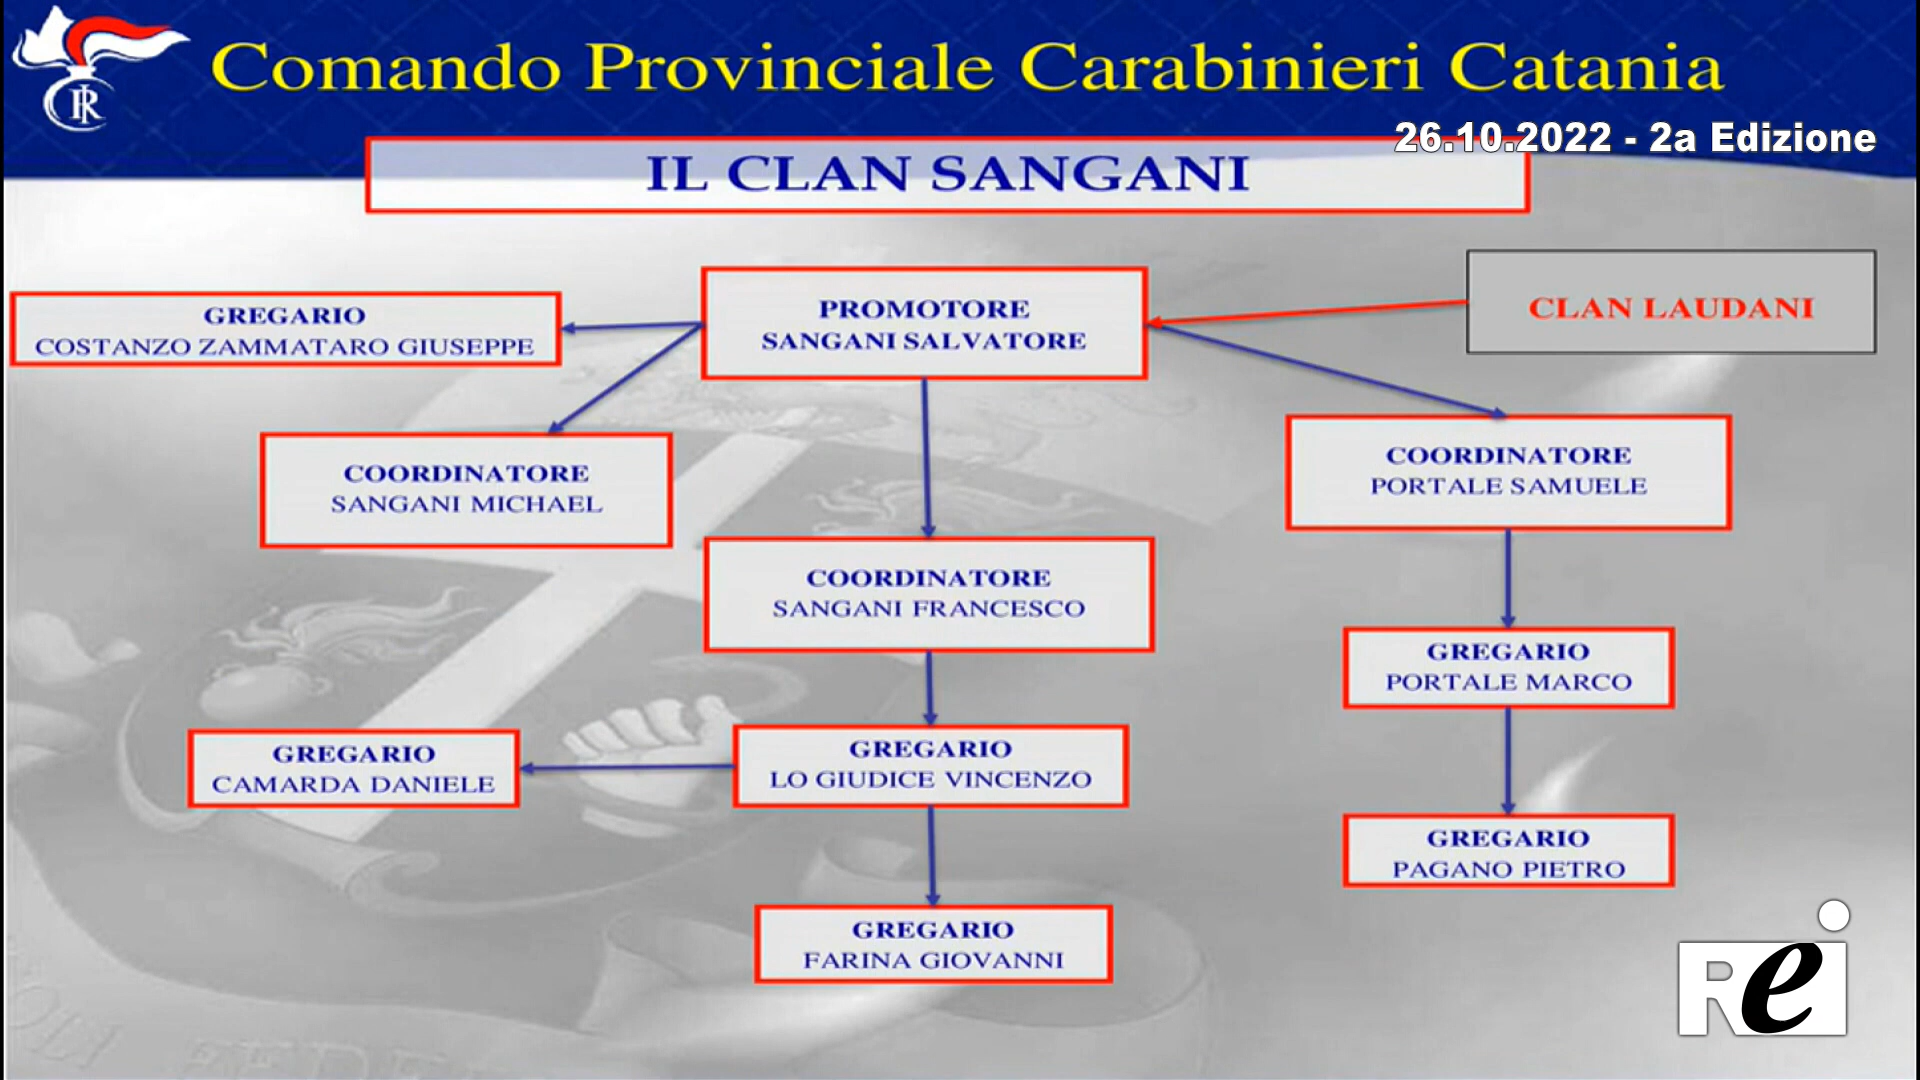 Comando Provinciale Carabinieri Catania
26.10.2022 - 2a Edizione
IL CLAN SANGANI
CLAN LAUDANI
PROMOTORE
SANGANI SALVATORE
GREGARIO
COSTANZO ZAMMATARO GIUSEPPE
COORDINATORE
SANGANI MICHAEL
COORDINATORE
PORTALE SAMUELE
COORDINATORE
SANGANI FRANCESCO
GREGARIO
PORTALE MARCO
GREGARIO
CAMARDA DANIELE
GREGARIO
LO GIUDICE VINCENZO
GREGARIO
PAGANO PIETRO
GREGARIO
FARINA GIOVANNI
Rei